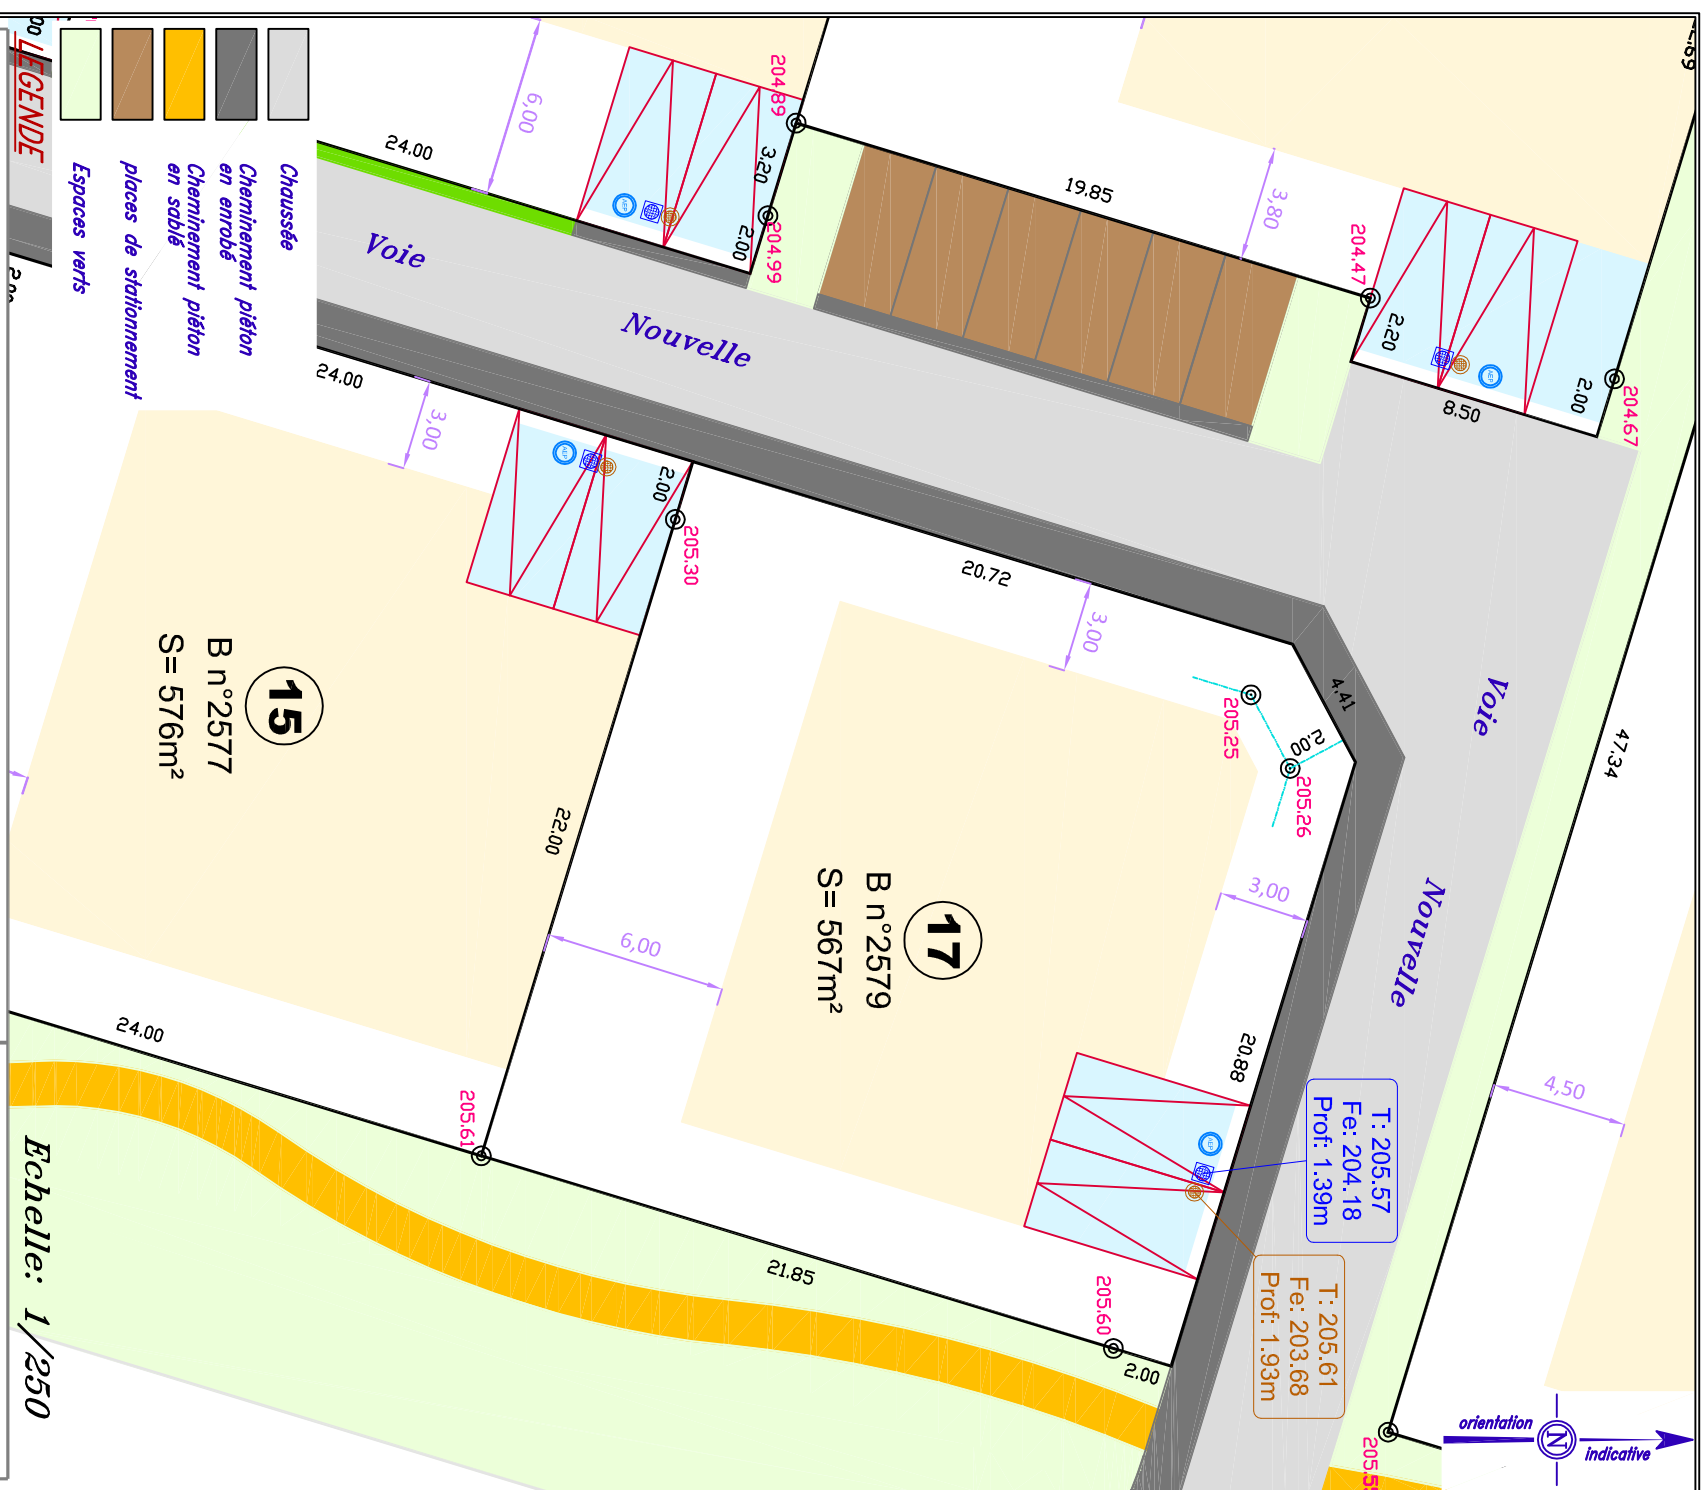 LEGENDE
Chaussée
Cheminement piéton
en enrobé
Cheminement piéton
en sablé
places de stationnement
Espaces verts
Echelle: 1/250
orientation
N
indicative
Voie
Nouvelle
Voie
Nouvelle
15
B n°2577
S= 576m²
17
B n°2579
S= 567m²
T: 205.57
Fe: 204.18
Prof: 1.39m
T: 205.61
Fe: 203.68
Prof: 1.93m
204.89
204.99
204.47
204.67
205.30
205.25
205.26
205.61
205.60
6,00
24.00
3.20
2.00
19.85
3,80
2.20
2.00
8.50
24.00
3,00
2.00
20.72
3,00
4.41
2.00
47.34
3,00
22.00
6,00
20.88
4,50
24.00
21.85
2.00
AEP
AEP
AEP
AEP